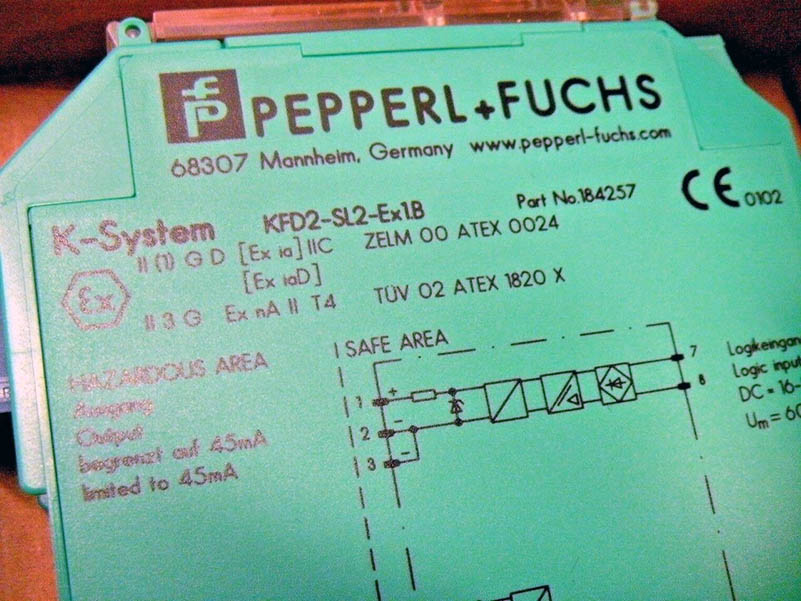 PEPPERL+FUCHS
68307 Mannheim, Germany www.pepperl-fuchs.com
K-System KFD2-SL2-Ex1.B Part No.184257 CE 0102
II (1) G D [Ex ia] IIC ZELM 00 ATEX 0024
[Ex iaD]
Ex
II 3 G Ex nA II T4 TÜV 02 ATEX 1820 X
HAZARDOUS AREA SAFE AREA
Ausgang
Output
begrenzt auf 45mA
limited to 45mA
1 +
2 -
3 -
7
8
Logikeingan
Logic input
DC = 16-
Um = 60